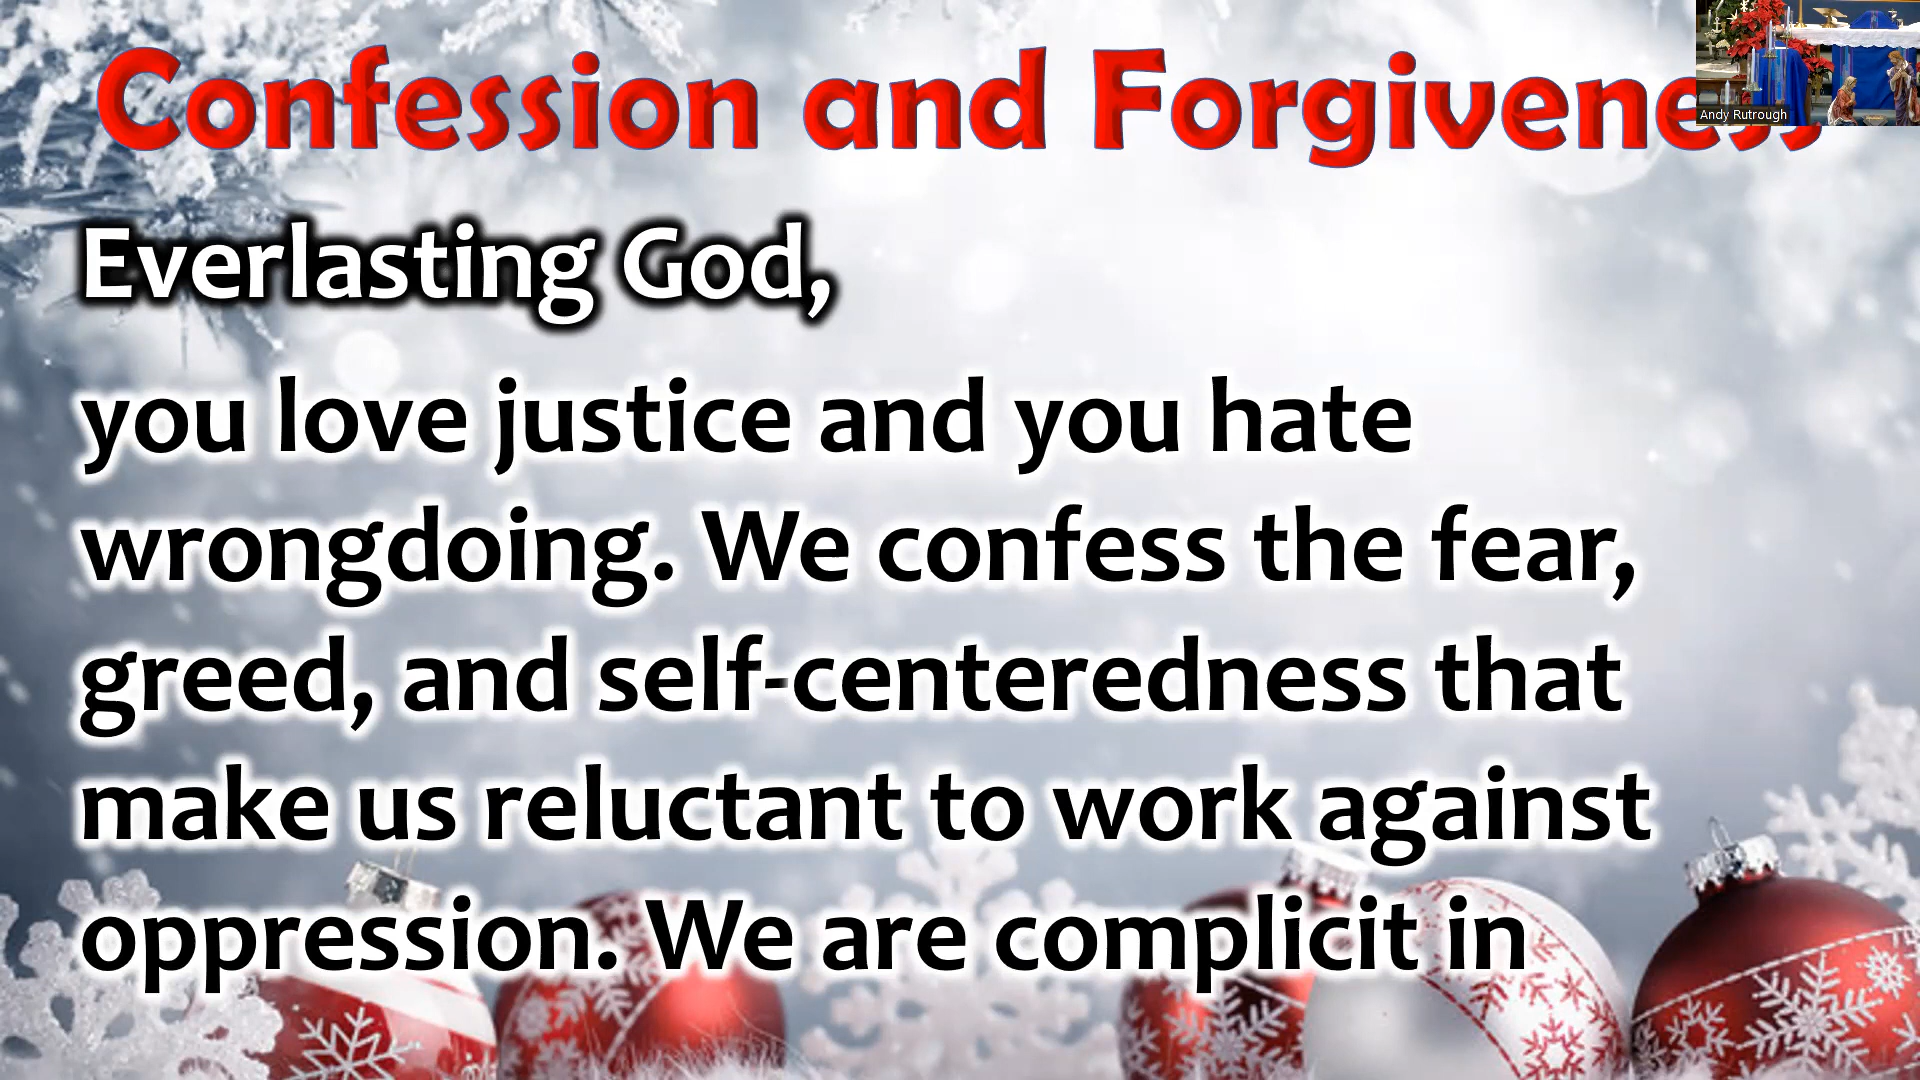 Confession and Forgiveness
Andy Rutrough
Everlasting God,
you love justice and you hate
wrongdoing. We confess the fear,
greed, and self-centeredness that
make us reluctant to work against
oppression. We are complicit in